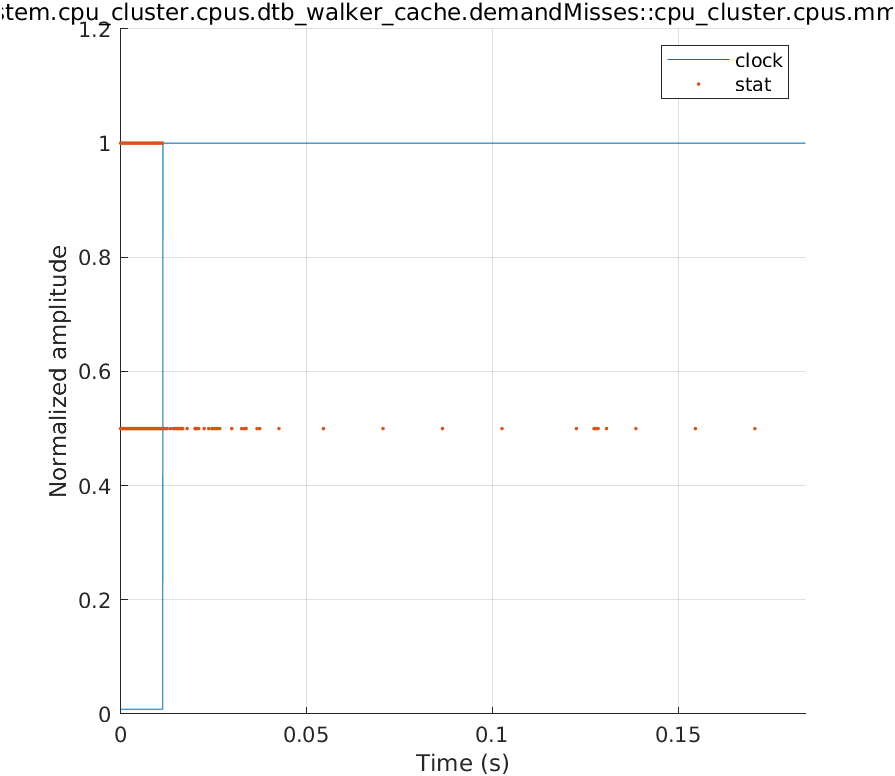 stem.cpu_cluster.cpus.dtb_walker_cache.demandMisses::cpu_cluster.cpus.mm
1.2
1
0.8
0.6
0.4
0.2
0
Normalized amplitude
clock
stat
0 0.05 0.1 0.15
Time (s)